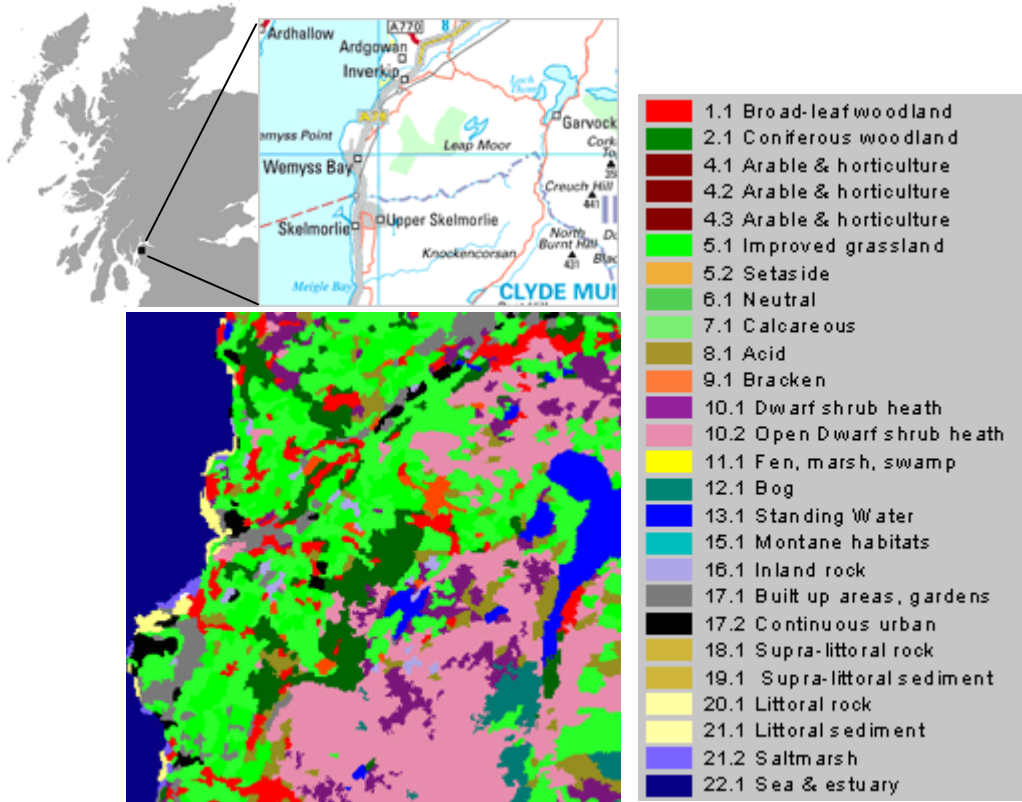 Ardhallow
A770
8
Ardgowan
Inverkip
Loch
Thom
A78
Garvock
emyss Point
Leap Moor
Cork
To
Wemyss Bay
Creuch Hill
441
Upper Skelmorlie
Skelmorlie
North
Burnt Hill
431
Knockencorsan
Blac
Meigle Bay
CLYDE MUI
1.1 Broad-leaf woodland
2.1 Coniferous woodland
4.1 Arable & horticulture
4.2 Arable & horticulture
4.3 Arable & horticulture
5.1 Improved grassland
5.2 Setaside
6.1 Neutral
7.1 Calcareous
8.1 Acid
9.1 Bracken
10.1 Dwarf shrub heath
10.2 Open Dwarf shrub heath
11.1 Fen, marsh, swamp
12.1 Bog
13.1 Standing Water
15.1 Montane habitats
16.1 Inland rock
17.1 Built up areas, gardens
17.2 Continuous urban
18.1 Supra-littoral rock
19.1 Supra-littoral sediment
20.1 Littoral rock
21.1 Littoral sediment
21.2 Saltmarsh
22.1 Sea & estuary